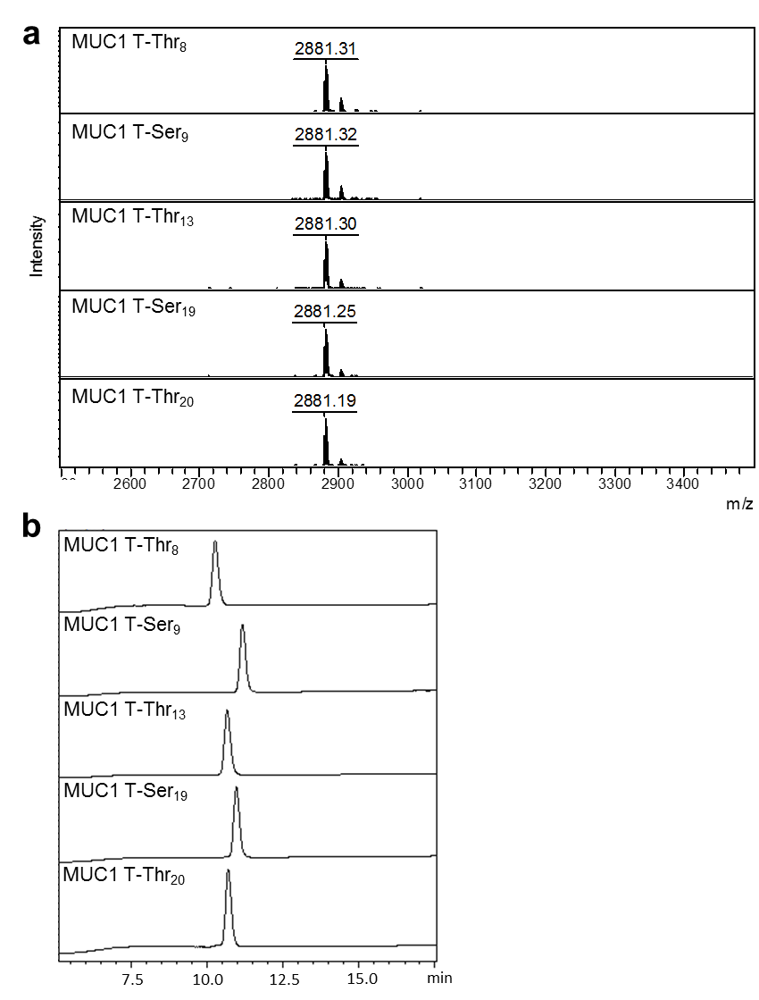 a
MUC1 T-Thr8
2881.31
MUC1 T-Ser9
2881.32
MUC1 T-Thr13
2881.30
MUC1 T-Ser19
2881.25
MUC1 T-Thr20
2881.19
Intensity
2600 2700 2800 2900 3000 3100 3200 3300 3400
m/z
b
MUC1 T-Thr8
MUC1 T-Ser9
MUC1 T-Thr13
MUC1 T-Ser19
MUC1 T-Thr20
7.5 10.0 12.5 15.0 min